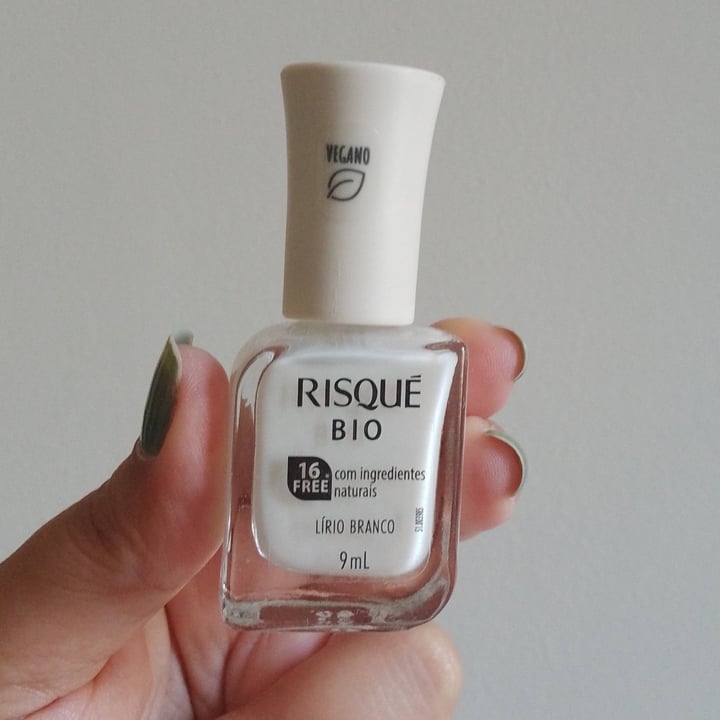 VEGANO
RISQUÉ
BIO
16
FREE
com ingredientes
naturais
LÍRIO BRANCO
9mL